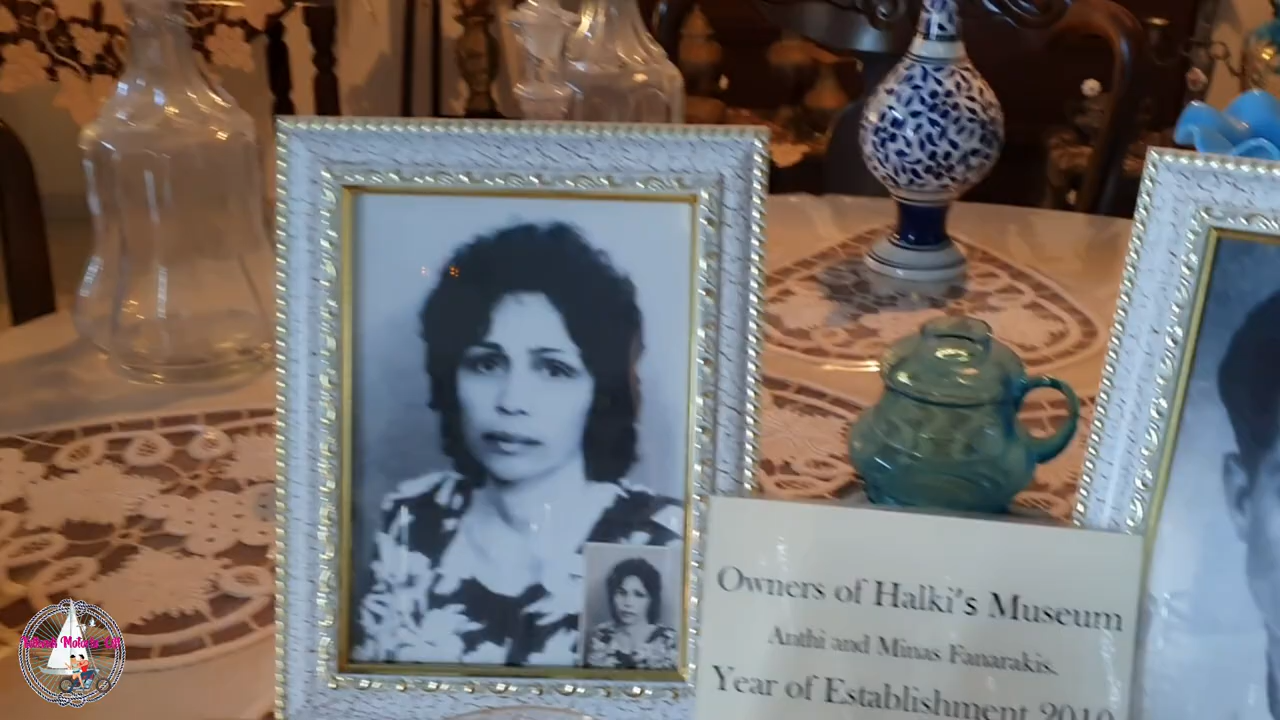 Owners of Halki's Museum
Anthi and Minas Fanarakis.
Year of Establishment 2010